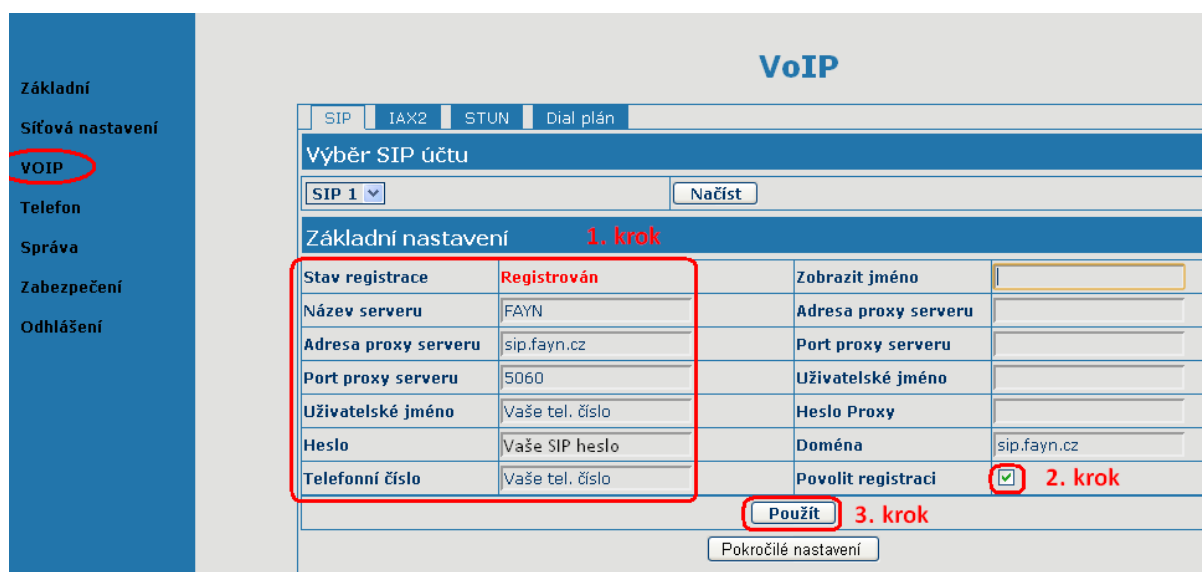 VoIP
Základní
Síťová nastavení
VOIP
Telefon
Správa
Zabezpečení
Odhlášení
SIP IAX2 STUN Dial plán
Výběr SIP účtu
SIP 1 Načíst
Základní nastavení 1. krok
Stav registrace Registrován Zobrazit jméno
Název serveru FAYN Adresa proxy serveru
Adresa proxy serveru sip.fayn.cz Port proxy serveru
Port proxy serveru 5060 Uživatelské jméno
Uživatelské jméno Vaše tel. číslo Heslo Proxy
Heslo Vaše SIP heslo Doména sip.fayn.cz
Telefonní číslo Vaše tel. číslo Povolit registraci 2. krok
Použít 3. krok
Pokročilé nastavení